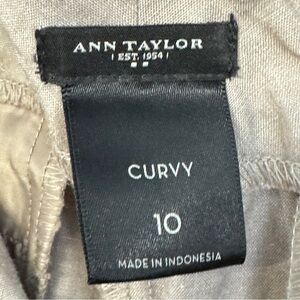 ANN TAYLOR
EST. 1954
CURVY
10
MADE IN INDONESIA